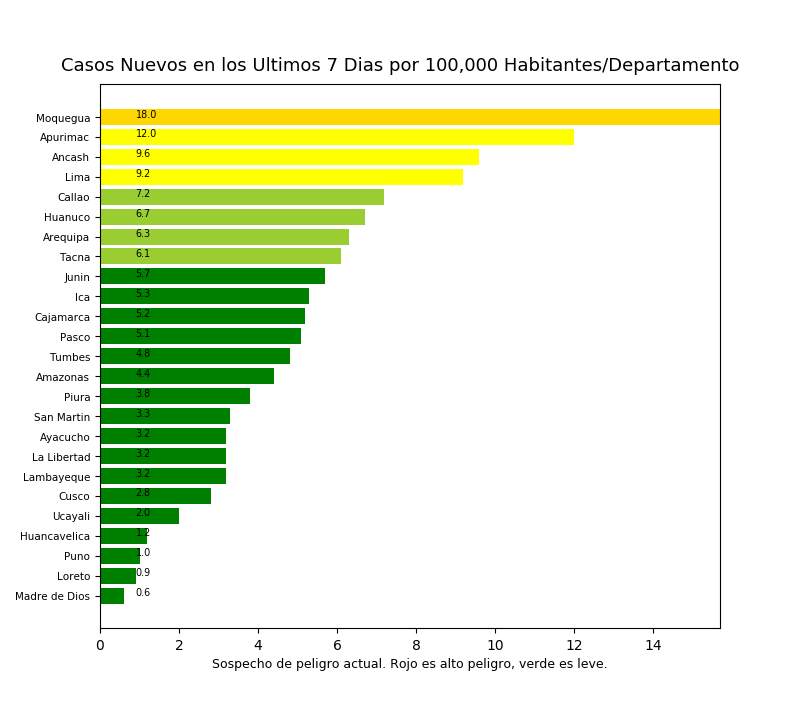 Casos Nuevos en los Ultimos 7 Dias por 100,000 Habitantes/Departamento
Moquegua 18.0
Apurimac 12.0
Ancash 9.6
Lima 9.2
Callao 7.2
Huanuco 6.7
Arequipa 6.3
Tacna 6.1
Junin 5.7
Ica 5.3
Cajamarca 5.2
Pasco 5.1
Tumbes 4.8
Amazonas 4.4
Piura 3.8
San Martin 3.3
Ayacucho 3.2
La Libertad 3.2
Lambayeque 3.2
Cusco 2.8
Ucayali 2.0
Huancavelica 1.2
Puno 1.0
Loreto 0.9
Madre de Dios 0.6
0 2 4 6 8 10 12 14
Sospecho de peligro actual. Rojo es alto peligro, verde es leve.